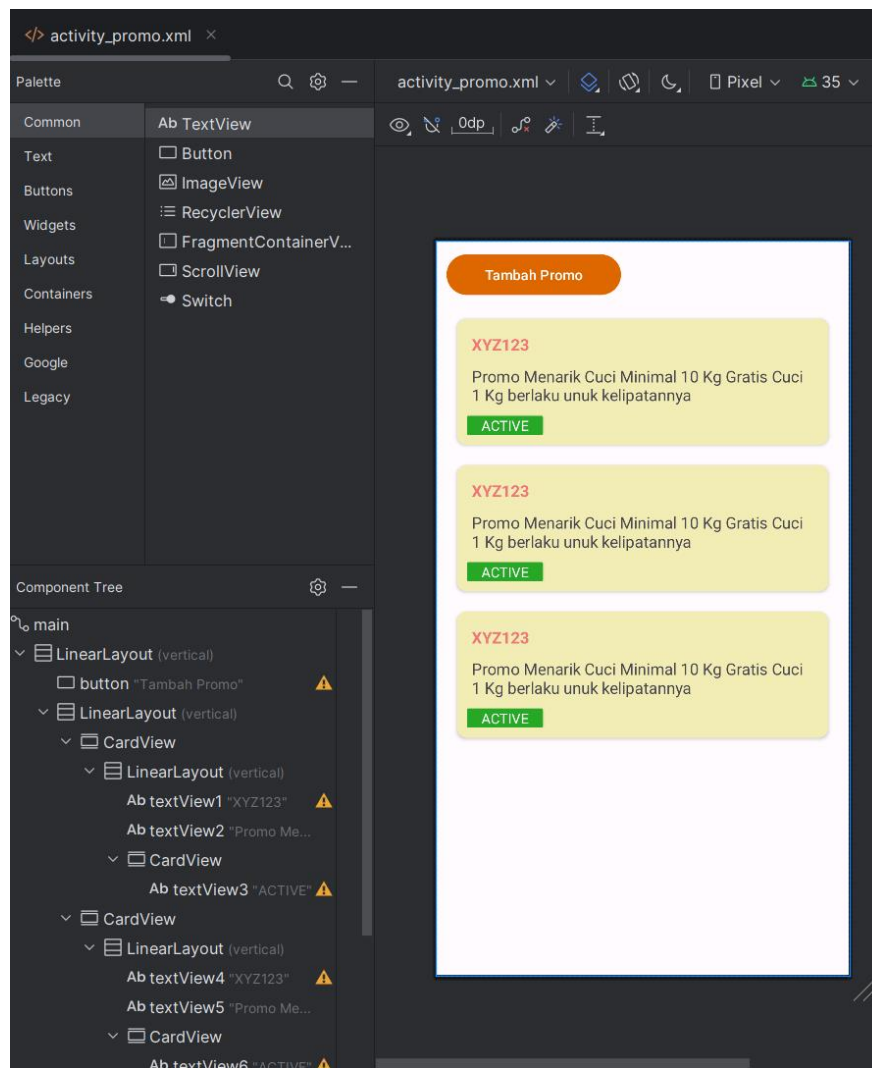 </> activity_promo.xml ×
Palette
Common
Text
Buttons
Widgets
Layouts
Containers
Helpers
Google
Legacy
Ab TextView
Button
ImageView
RecyclerView
FragmentContainerV...
ScrollView
Switch
activity_promo.xml
Pixel
35
0dp
Tambah Promo
XYZ123
Promo Menarik Cuci Minimal 10 Kg Gratis Cuci
1 Kg berlaku unuk kelipatannya
ACTIVE
XYZ123
Promo Menarik Cuci Minimal 10 Kg Gratis Cuci
1 Kg berlaku unuk kelipatannya
ACTIVE
XYZ123
Promo Menarik Cuci Minimal 10 Kg Gratis Cuci
1 Kg berlaku unuk kelipatannya
ACTIVE
Component Tree
main
LinearLayout (vertical)
button "Tambah Promo"
LinearLayout (vertical)
CardView
LinearLayout (vertical)
Ab textView1 "XYZ123"
Ab textView2 "Promo Me...
CardView
Ab textView3 "ACTIVE"
CardView
LinearLayout (vertical)
Ab textView4 "XYZ123"
Ab textView5 "Promo Me...
CardView
Ab textView6 "ACTIVE"